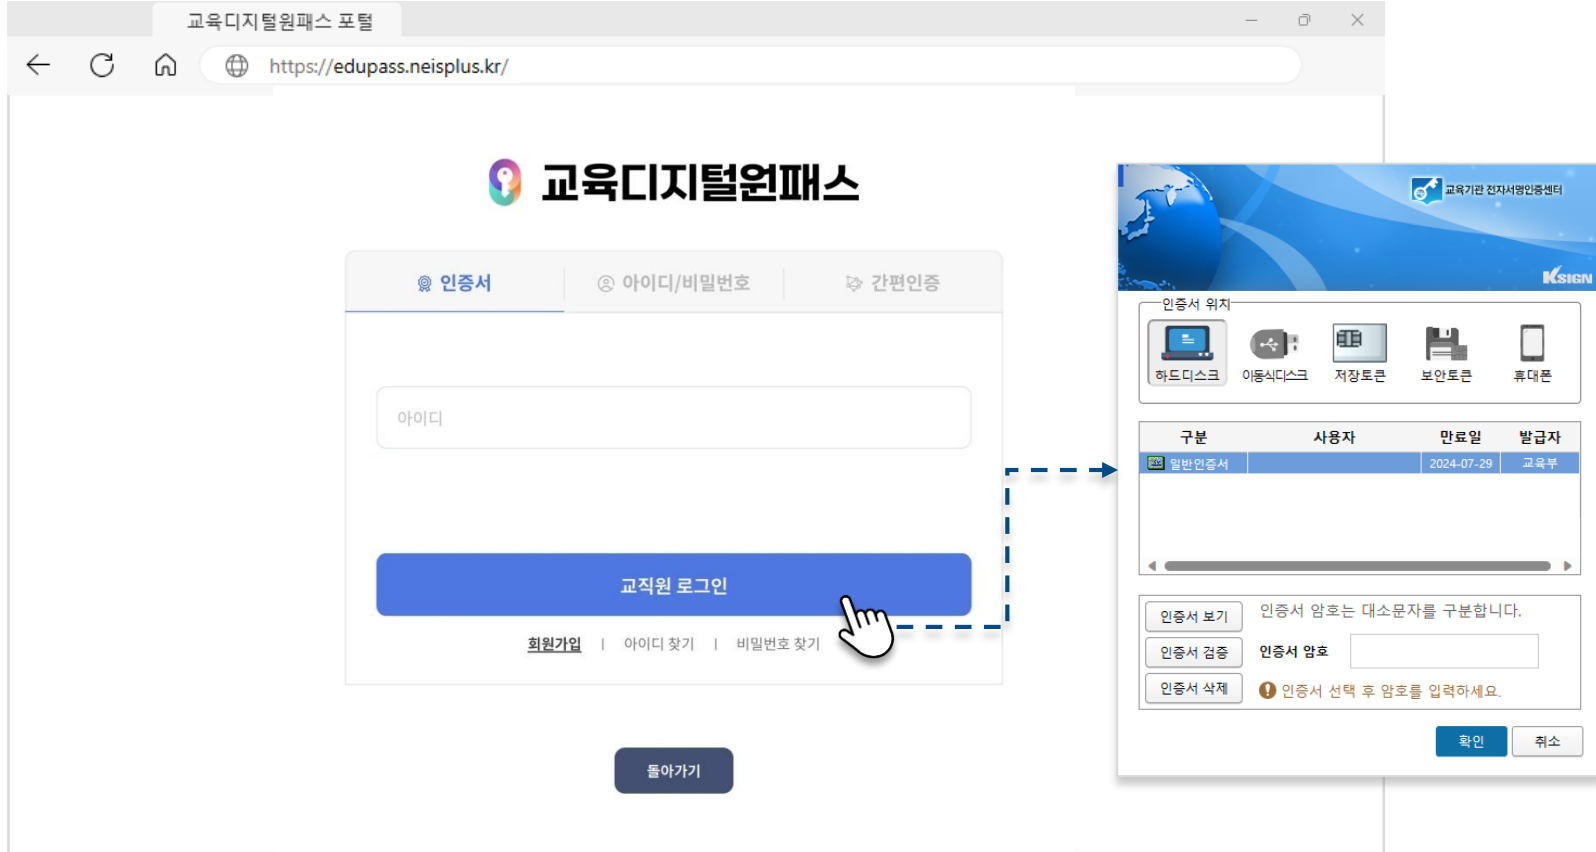 교육디지털원패스 포털
https://edupass.neisplus.kr/
교육디지털원패스
인증서
아이디/비밀번호
간편인증
아이디
교직원 로그인
회원가입 | 아이디 찾기 | 비밀번호 찾기
돌아가기
교육기관 전자서명인증센터
KSIGN
인증서 위치
하드디스크
이동식디스크
저장토큰
보안토큰
휴대폰
구분 사용자 만료일 발급자
일반인증서 2024-07-29 교육부
인증서 보기
인증서 암호는 대소문자를 구분합니다.
인증서 검증
인증서 암호
인증서 삭제
인증서 선택 후 암호를 입력하세요.
확인
취소